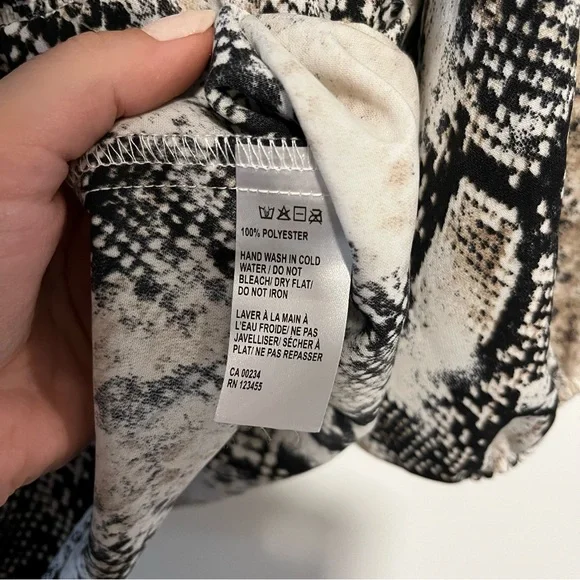 100% POLYESTER
HAND WASH IN COLD
WATER/ DO NOT
BLEACH/ DRY FLAT/
DO NOT IRON
LAVER À LA MAIN À
L'EAU FROIDE/ NE PAS
JAVELLISER/ SÉCHER À
PLAT/ NE PAS REPASSER
CA 00234
RN 123455